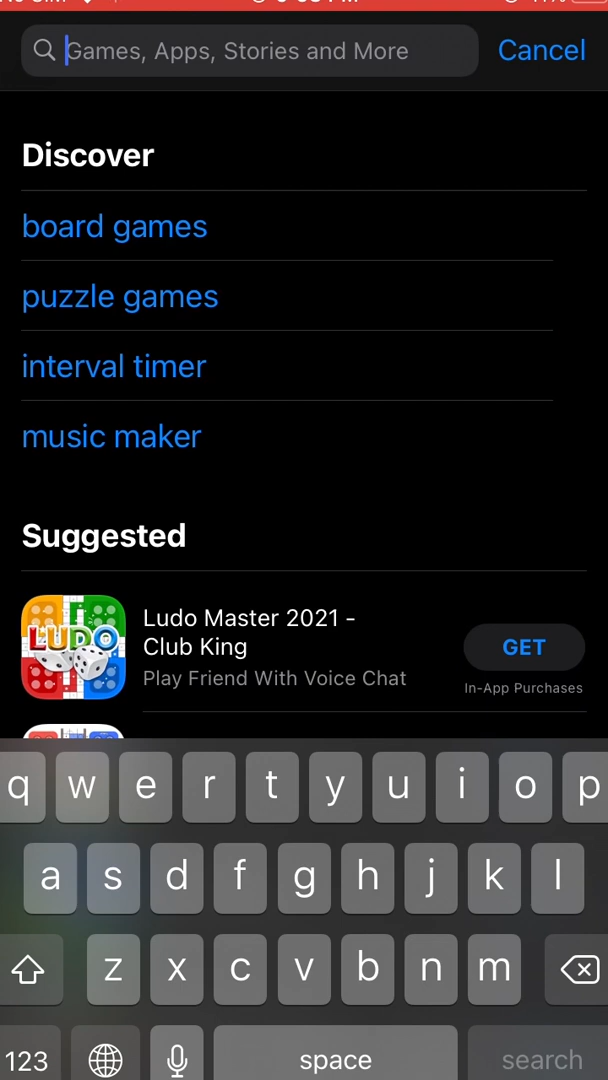 Games, Apps, Stories and More
Cancel
Discover
board games
puzzle games
interval timer
music maker
Suggested
LUDO
Ludo Master 2021 -
Club King
Play Friend With Voice Chat
GET
In-App Purchases
q w e r t y u i o p
a s d f g h j k l
z x c v b n m
123 space search